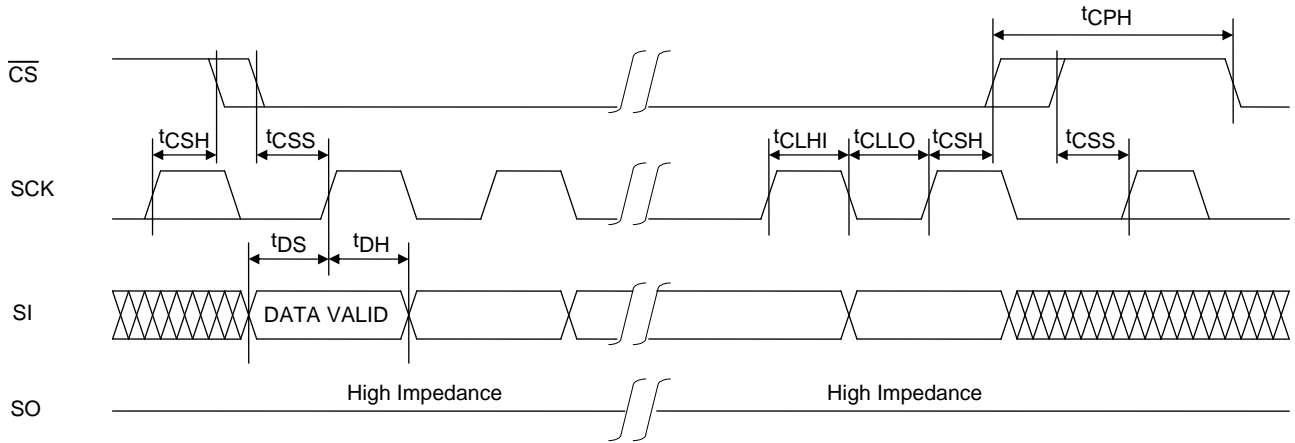 tCPH
CS
tCSH tCSS tCLHI tCLLO tCSH tCSS
SCK
tDS tDH
SI DATA VALID
High Impedance High Impedance
SO